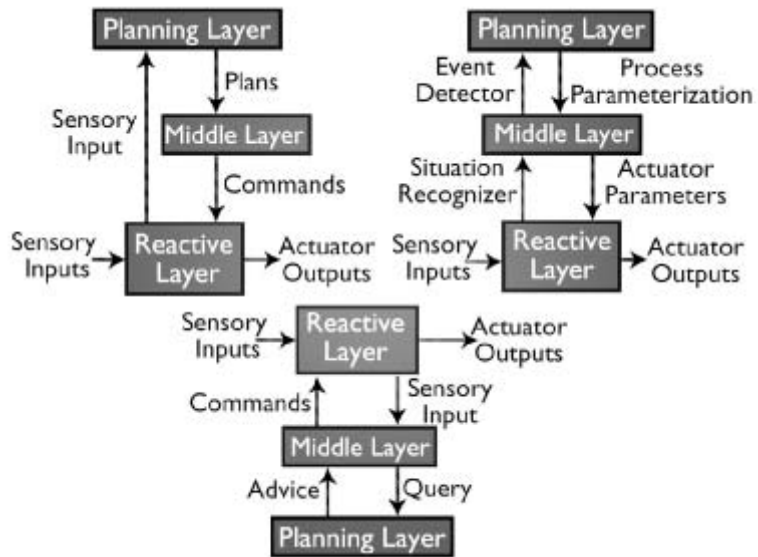 Planning Layer
Plans
Sensory
Input
Middle Layer
Commands
Sensory
Inputs
Reactive
Layer
Actuator
Outputs
Planning Layer
Event
Detector
Process
Parameterization
Middle Layer
Situation
Recognizer
Actuator
Parameters
Sensory
Inputs
Reactive
Layer
Actuator
Outputs
Sensory
Inputs
Reactive
Layer
Actuator
Outputs
Commands
Sensory
Input
Middle Layer
Advice
Query
Planning Layer